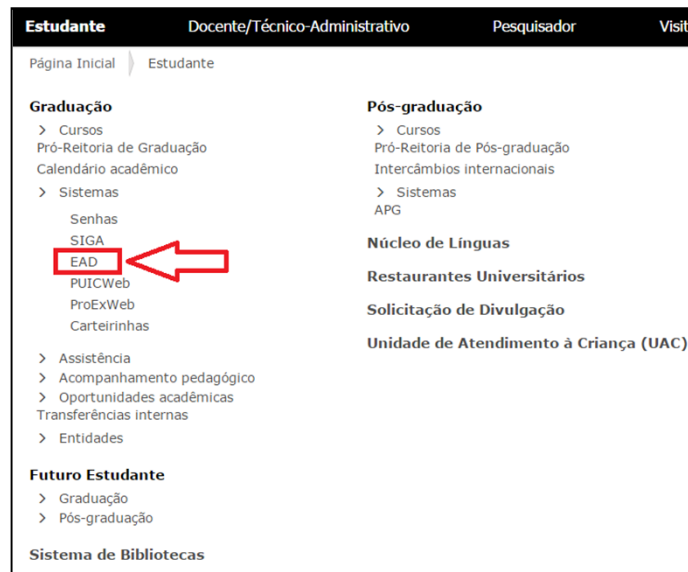 Estudante Docente/Técnico-Administrativo Pesquisador
Página Inicial Estudante
Graduação
> Cursos
Pró-Reitoria de Graduação
Calendário acadêmico
> Sistemas
Senhas
SIGA
EAD
PUICWeb
ProExWeb
Carteirinhas
> Assistência
> Acompanhamento pedagógico
> Oportunidades acadêmicas
Transferências internas
> Entidades
Futuro Estudante
> Graduação
> Pós-graduação
Sistema de Bibliotecas
Pós-graduação
> Cursos
Pró-Reitoria de Pós-graduação
Intercâmbios internacionais
> Sistemas
APG
Núcleo de Línguas
Restaurantes Universitários
Solicitação de Divulgação
Unidade de Atendimento à Criança (UAC)